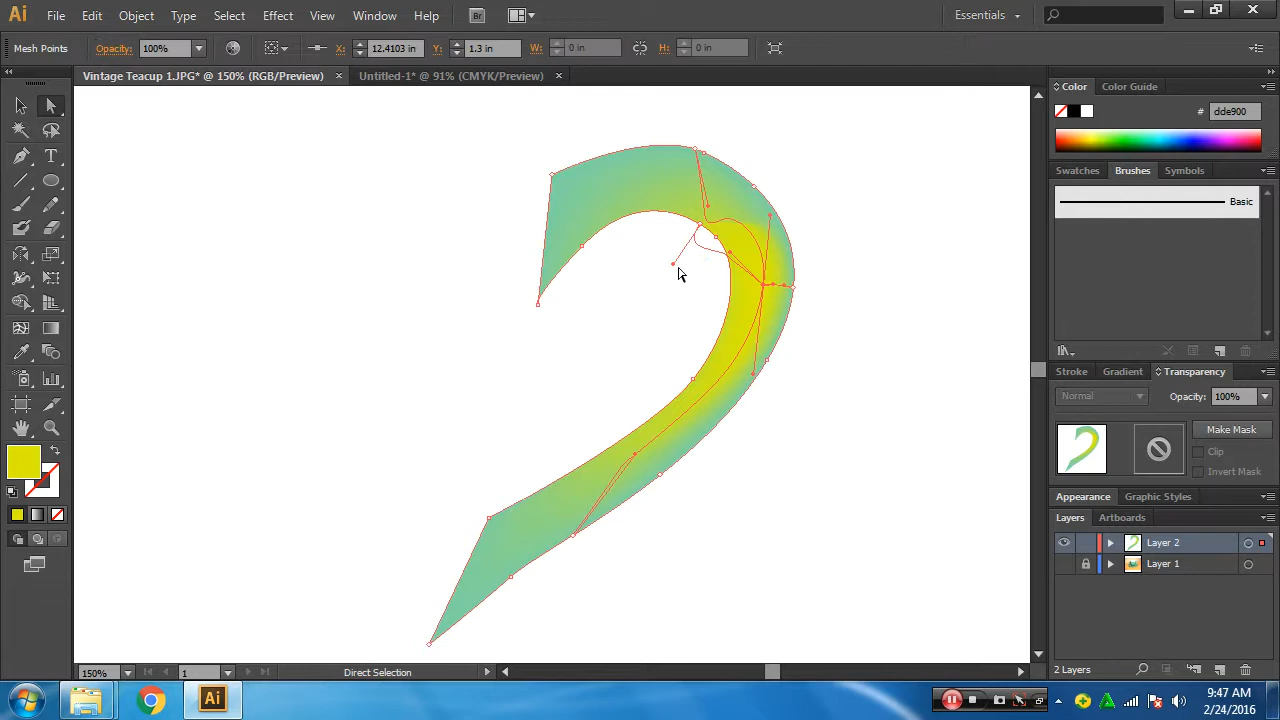 Ai File Edit Object Type Select Effect View Window Help Br Essentials
Mesh Points Opacity: 100% X: 12.4103 in Y: 1.3 in W: 0 in H: 0 in
Vintage Teacup 1.JPG* @ 150% (RGB/Preview) × Untitled-1* @ 91% (CMYK/Preview) ×
Color Color Guide
# dde900
Swatches Brushes Symbols
Basic
Stroke Gradient Transparency
Normal Opacity: 100%
Make Mask
Clip
Invert Mask
Appearance Graphic Styles
Layers Artboards
Layer 2
Layer 1
2 Layers
150% 1 Direct Selection
Ai
9:47 AM
2/24/2016